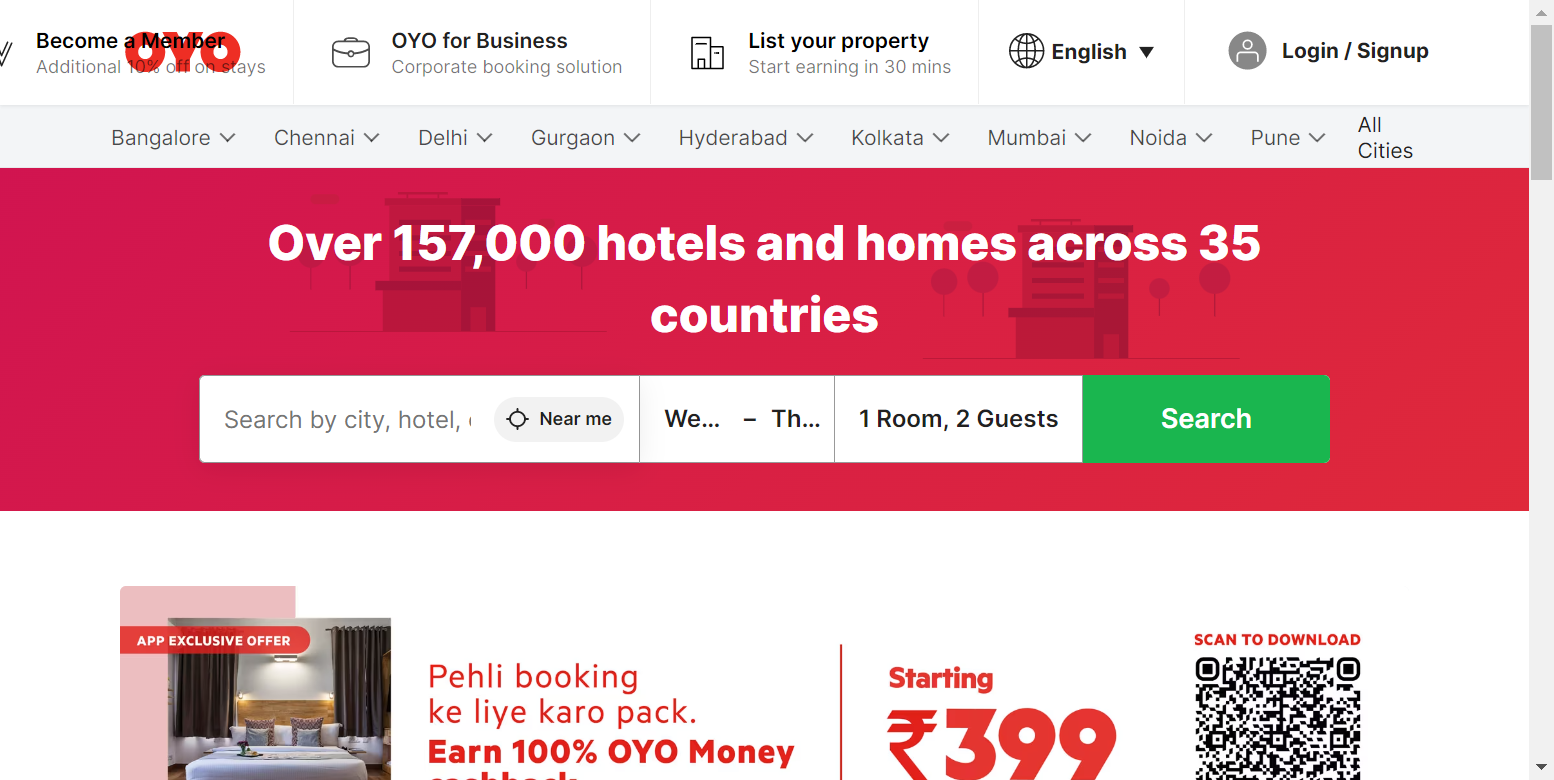 Become a Member
Additional 10% off on stays
OYO
OYO for Business
Corporate booking solution
List your property
Start earning in 30 mins
English
Login / Signup
Bangalore
Chennai
Delhi
Gurgaon
Hyderabad
Kolkata
Mumbai
Noida
Pune
All
Cities
Over 157,000 hotels and homes across 35
countries
Search by city, hotel,
Near me
We... – Th...
1 Room, 2 Guests
Search
APP EXCLUSIVE OFFER
Pehli booking
ke liye karo pack.
Earn 100% OYO Money
cashback
Starting
₹399
SCAN TO DOWNLOAD